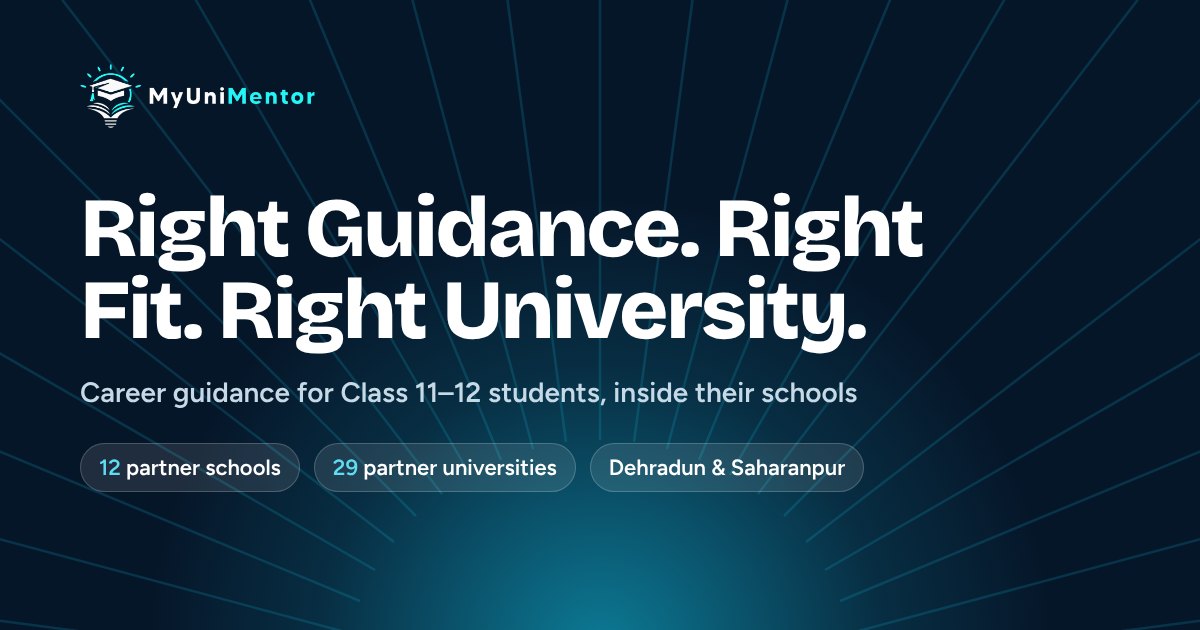 MyUniMentor
Right Guidance. Right
Fit. Right University.
Career guidance for Class 11–12 students, inside their schools
12 partner schools
29 partner universities
Dehradun & Saharanpur